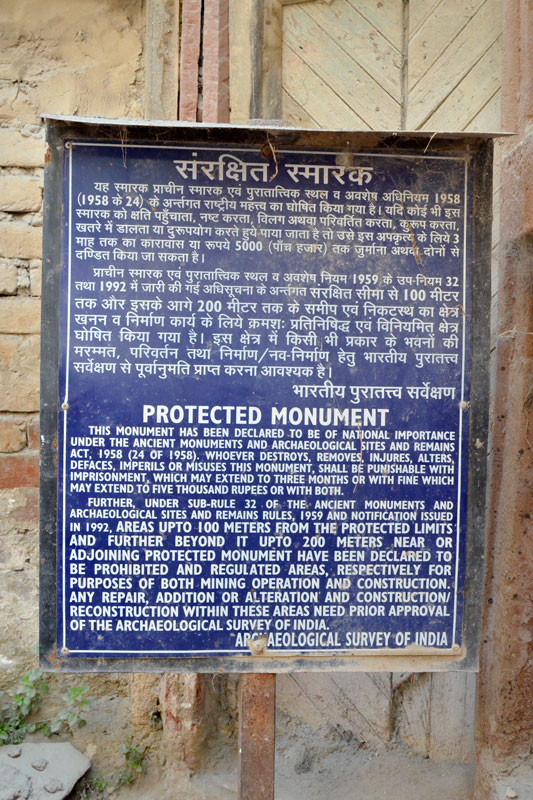 संरक्षित स्मारक
यह स्मारक प्राचीन स्मारक एवं पुरातात्त्विक स्थल व अवशेष अधिनियम 1958
(1958 के 24) के अर्न्तगत राष्ट्रीय महत्त्व का घोषित किया गया है। यदि कोई भी इस
स्मारक को क्षति पहुँचाता, नष्ट करता, विलग अथवा परिवर्तित करता, कुरूप करता,
खतरे में डालता या दुरूपयोग करते हुये पाया जाता है तो उसे इस अपकृत्य के लिये 3
माह तक का कारावास या रूपये 5000 (पाँच हजार) तक जुर्माना अथवा दोनों से
दण्डित किया जा सकता है।
प्राचीन स्मारक एवं पुरातात्त्विक स्थल व अवशेष नियम 1959 के उप-नियम 32
तथा 1992 में जारी की गई अधिसूचना के अन्तर्गत संरक्षित सीमा से 100 मीटर
तक ओर इसके आगे 200 मीटर तक के समीप एवं निकटस्थ का क्षेत्र
खनन व निर्माण कार्य के लिये क्रमशः प्रतिनिषिद्ध एवं विनियमित क्षेत्र
घोषित किया गया है। इस क्षेत्र में किसी भी प्रकार के भवनों की
मरम्मत, परिवर्तन तथा निर्माण/नव-निर्माण हेतु भारतीय पुरातत्त्व
सर्वेक्षण से पूर्वानुमति प्राप्त करना आवश्यक है।
भारतीय पुरातत्त्व सर्वेक्षण
PROTECTED MONUMENT
THIS MONUMENT HAS BEEN DECLARED TO BE OF NATIONAL IMPORTANCE
UNDER THE ANCIENT MONUMENTS AND ARCHAEOLOGICAL SITES AND REMAINS
ACT, 1958 (24 OF 1958). WHOEVER DESTROYS, REMOVES, INJURES, ALTERS,
DEFACES, IMPERILS OR MISUSES THIS MONUMENT, SHALL BE PUNISHABLE WITH
IMPRISONMENT, WHICH MAY EXTEND TO THREE MONTHS OR WITH FINE WHICH
MAY EXTEND TO FIVE THOUSAND RUPEES OR WITH BOTH.
FURTHER, UNDER SUB-RULE 32 OF THE ANCIENT MONUMENTS AND
ARCHAEOLOGICAL SITES AND REMAINS RULES, 1959 AND NOTIFICATION ISSUED
IN 1992, AREAS UPTO 100 METERS FROM THE PROTECTED LIMITS
AND FURTHER BEYOND IT UPTO 200 METERS NEAR OR
ADJOINING PROTECTED MONUMENT HAVE BEEN DECLARED TO
BE PROHIBITED AND REGULATED AREAS, RESPECTIVELY FOR
PURPOSES OF BOTH MINING OPERATION AND CONSTRUCTION.
ANY REPAIR, ADDITION OR ALTERATION AND CONSTRUCTION/
RECONSTRUCTION WITHIN THESE AREAS NEED PRIOR APPROVAL
OF THE ARCHAEOLOGICAL SURVEY OF INDIA.
ARCHAEOLOGICAL SURVEY OF INDIA